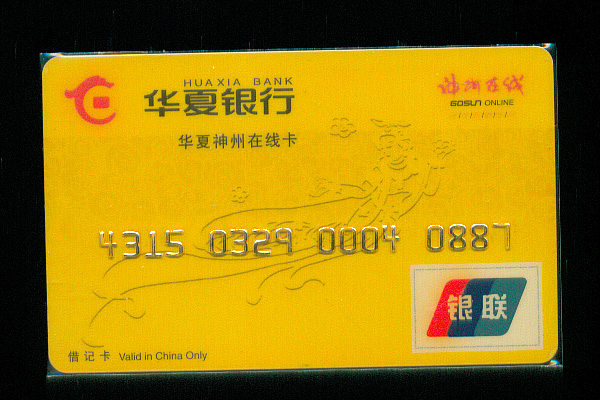 HUAXIA BANK
华夏银行
神州在线
GOSUN ONLINE
华夏神州在线卡
4315 0329 0004 0887
银联
借记卡 Valid in China Only